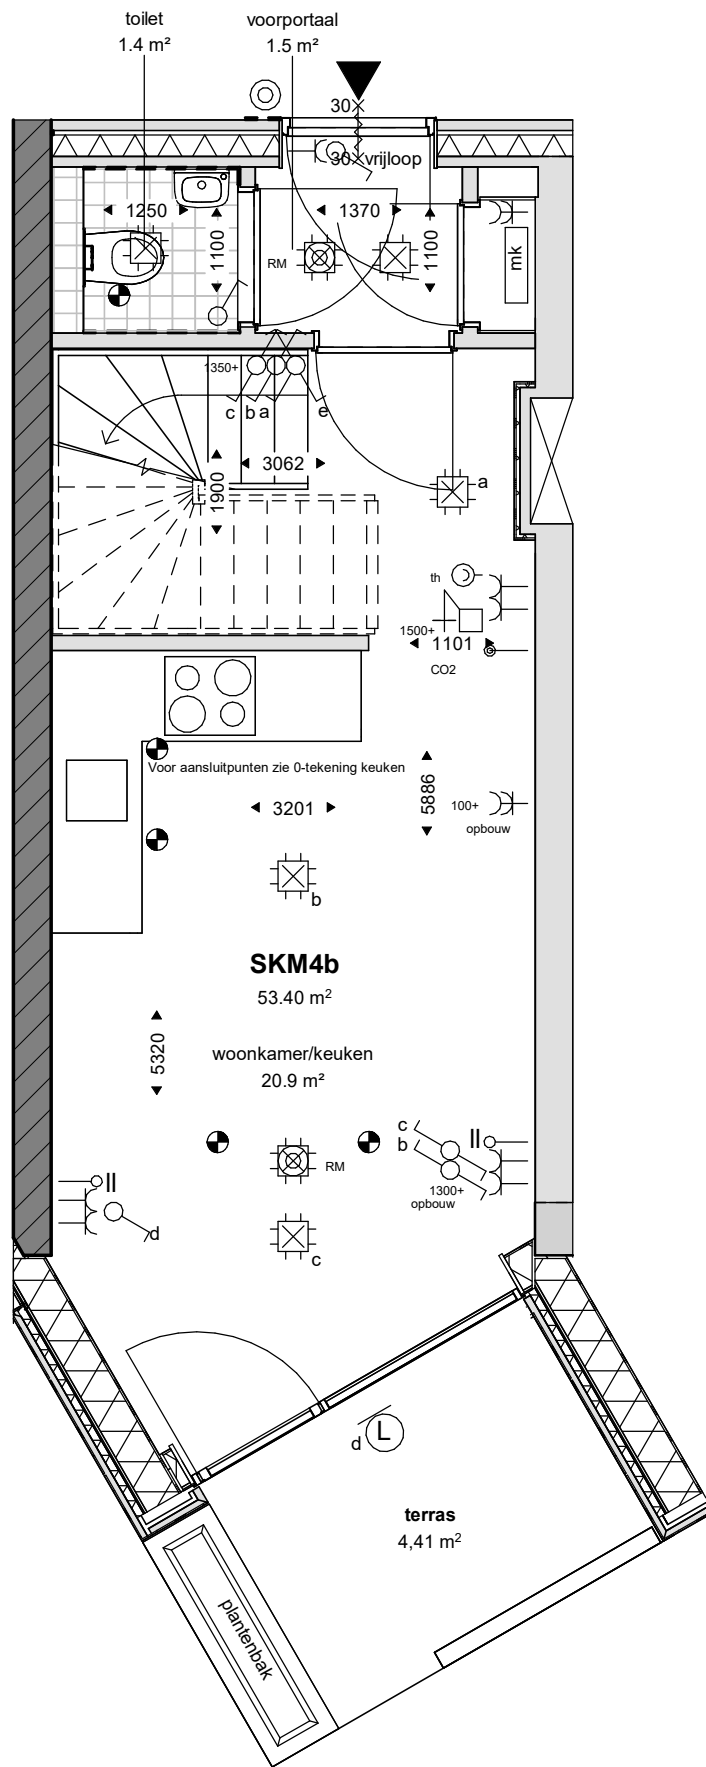 toilet
1.4 m²
voorportaal
1.5 m²
30
30
vrijloop
1250
1370
1100
1100
RM
mk
1350+
c b a e
3062
1900
a
th
1500+
1101
CO2
Voor aansluitpunten zie 0-tekening keuken
5886
3201
100+
opbouw
b
SKM4b
53.40 m²
5320
woonkamer/keuken
20.9 m²
c
b
II
RM
1300+
opbouw
II
d
c
d
L
terras
4,41 m²
plantenbak